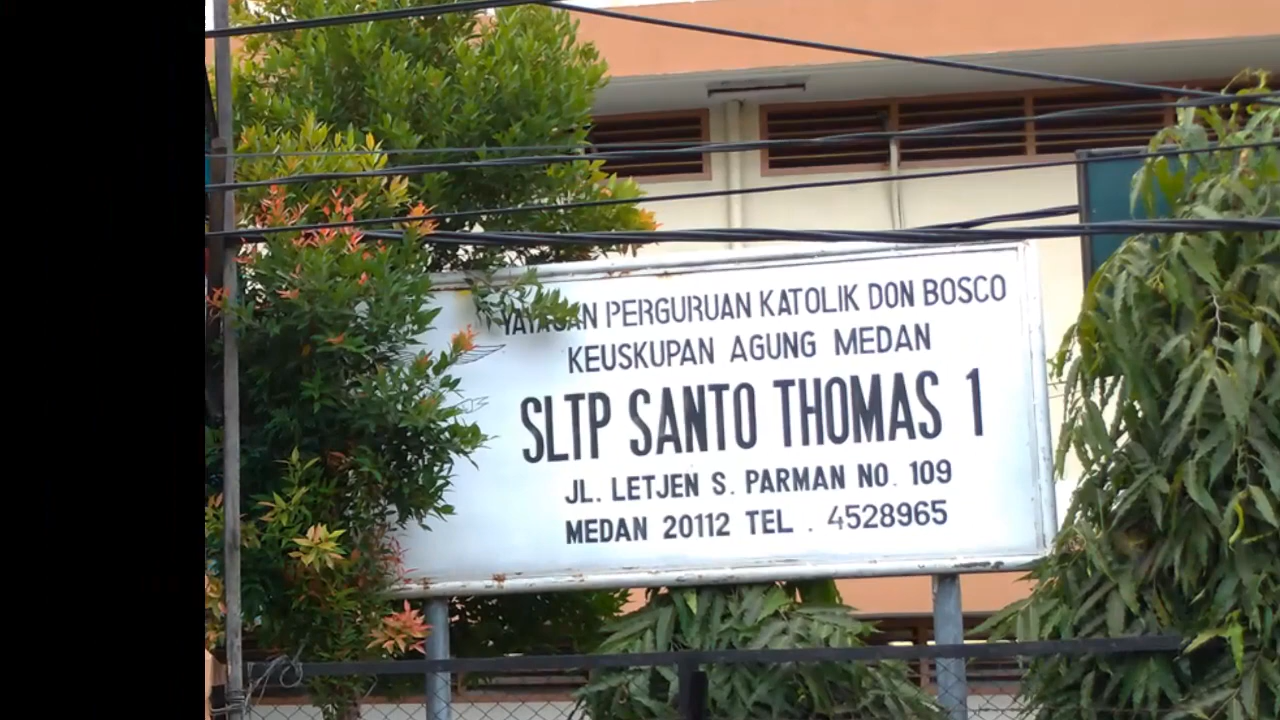 YAYASAN PERGURUAN KATOLIK DON BOSCO
KEUSKUPAN AGUNG MEDAN
SLTP SANTO THOMAS 1
JL. LETJEN S. PARMAN NO. 109
MEDAN 20112 TEL . 4528965